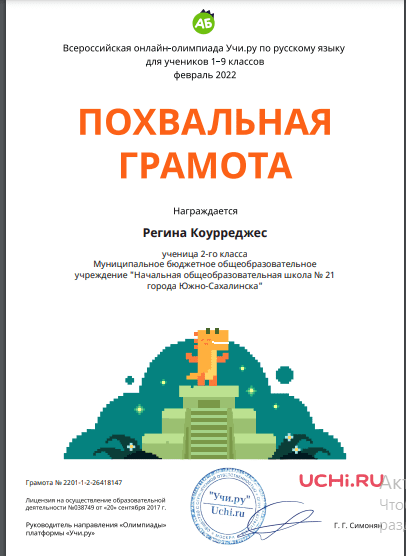 АБ
Всероссийская онлайн-олимпиада Учи.ру по русскому языку
для учеников 1–9 классов
февраль 2022
ПОХВАЛЬНАЯ
ГРАМОТА
Награждается
Регина Коурреджес
ученица 2-го класса
Муниципальное бюджетное общеобразовательное
учреждение "Начальная общеобразовательная школа № 21
города Южно-Сахалинска"
Грамота № 2201-1-2-26418147
Лицензия на осуществление образовательной
деятельности №038749 от «20» сентября 2017 г.
Руководитель направления «Олимпиады»
платформы «Учи.ру»
"Учи.ру"
Uchi.ru
UCHi.RU
Г. Г. Симонян
Что